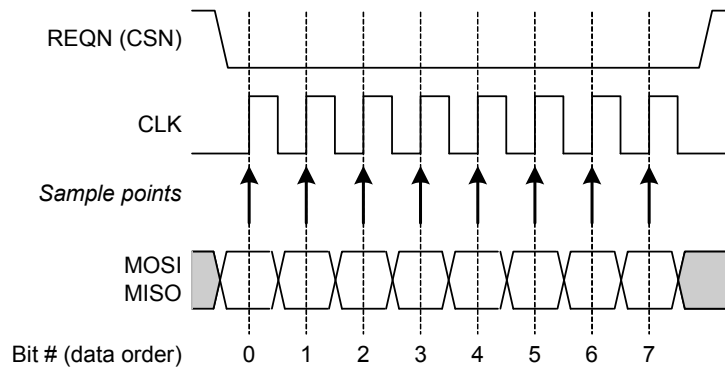 REQN (CSN)
CLK
Sample points
MOSI
MISO
Bit # (data order) 0 1 2 3 4 5 6 7